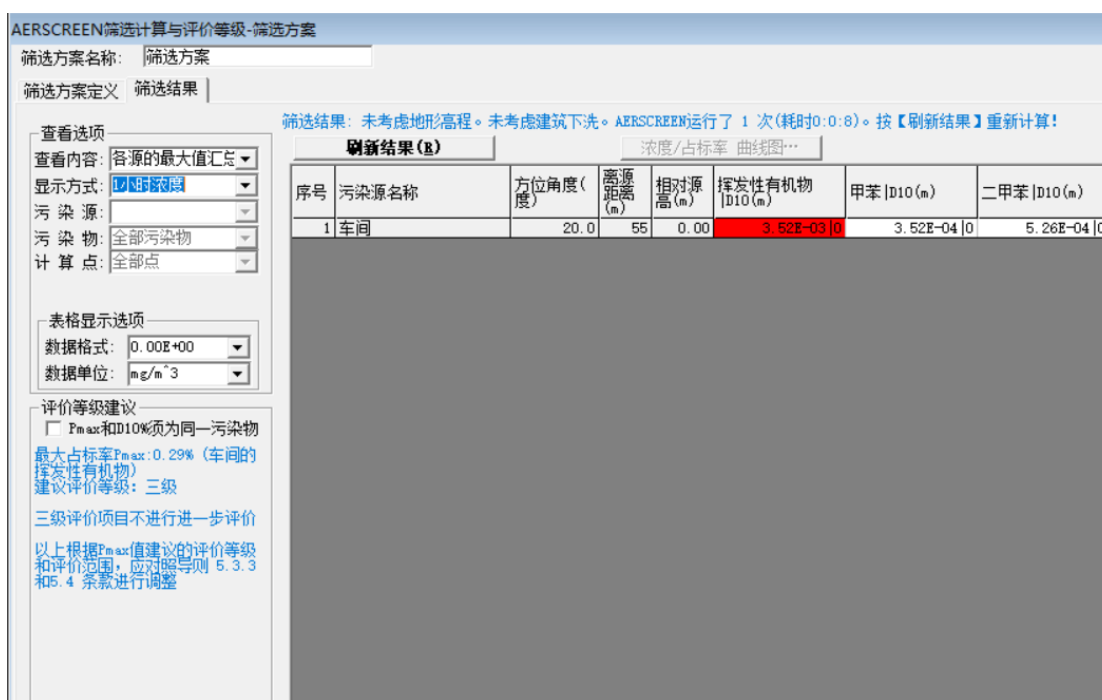 AERSCREEN筛选计算与评价等级-筛选方案
筛选方案名称: 筛选方案
筛选方案定义 筛选结果
筛选结果: 未考虑地形高程。未考虑建筑下洗。AERSCREEN运行了 1 次(耗时0:0:8)。按【刷新结果】重新计算!
查看选项
查看内容: 各源的最大值汇总
显示方式: 1小时浓度
污 染 源:
污 染 物: 全部污染物
计 算 点: 全部点
表格显示选项
数据格式: 0.00E+00
数据单位: mg/m^3
评价等级建议
Pmax和D10%须为同一污染物
最大占标率Pmax:0.29% (车间的
挥发性有机物)
建议评价等级: 三级
三级评价项目不进行进一步评价
以上根据Pmax值建议的评价等级
和评价范围，应对照导则 5.3.3
和5.4 条款进行调整
刷新结果(R) 浓度/占标率 曲线图…
序号 污染源名称 方位角度(度) 离源距离(m) 相对源高(m) 挥发性有机物|D10(m) 甲苯|D10(m) 二甲苯|D10(m)
1 车间 20.0 55 0.00 3.52E-03|0 3.52E-04|0 5.26E-04|0